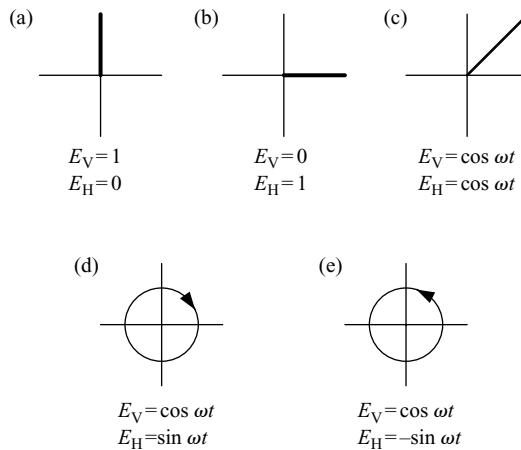 (a)
(b)
(c)
E_V = 1
E_H = 0
E_V = 0
E_H = 1
E_V = cos ωt
E_H = cos ωt
(d)
(e)
E_V = cos ωt
E_H = sin ωt
E_V = cos ωt
E_H = –sin ωt